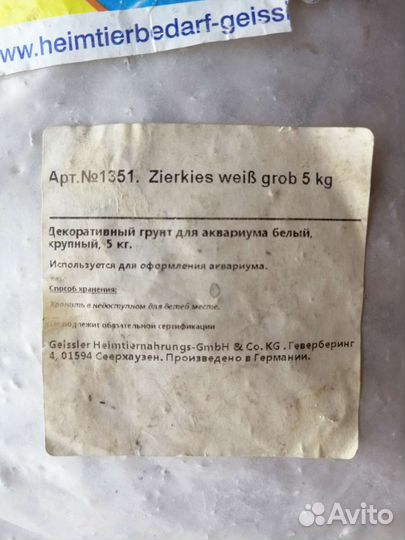 www.heimtierbedarf-geissl
Арт.№1351. Zierkies weiß grob 5 kg
Декоративный грунт для аквариума белый,
крупный, 5 кг.
Используется для оформления аквариума.
Способ хранения:
Хранить в недоступном для детей месте.
Не подлежит обязательной сертификации
Geissler Heimtiernahrungs-GmbH & Co. KG . Геверберинг
4, 01594 Сеерхаузен. Произведено в Германии.
Avito